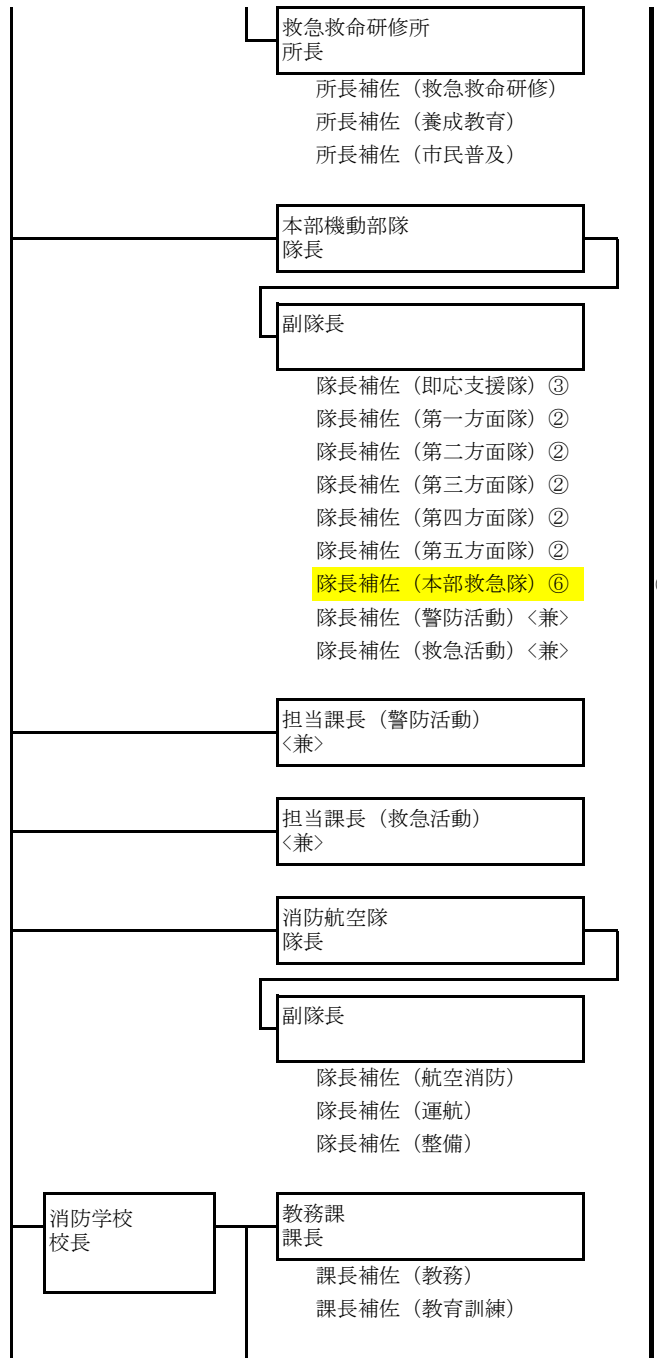 救急救命研修所
所長
所長補佐（救急救命研修）
所長補佐（養成教育）
所長補佐（市民普及）
本部機動部隊
隊長
副隊長
隊長補佐（即応支援隊）③
隊長補佐（第一方面隊）②
隊長補佐（第二方面隊）②
隊長補佐（第三方面隊）②
隊長補佐（第四方面隊）②
隊長補佐（第五方面隊）②
隊長補佐（本部救急隊）⑥
隊長補佐（警防活動）<兼>
隊長補佐（救急活動）<兼>
担当課長（警防活動）
<兼>
担当課長（救急活動）
<兼>
消防航空隊
隊長
副隊長
隊長補佐（航空消防）
隊長補佐（運航）
隊長補佐（整備）
消防学校
校長
教務課
課長
課長補佐（教務）
課長補佐（教育訓練）